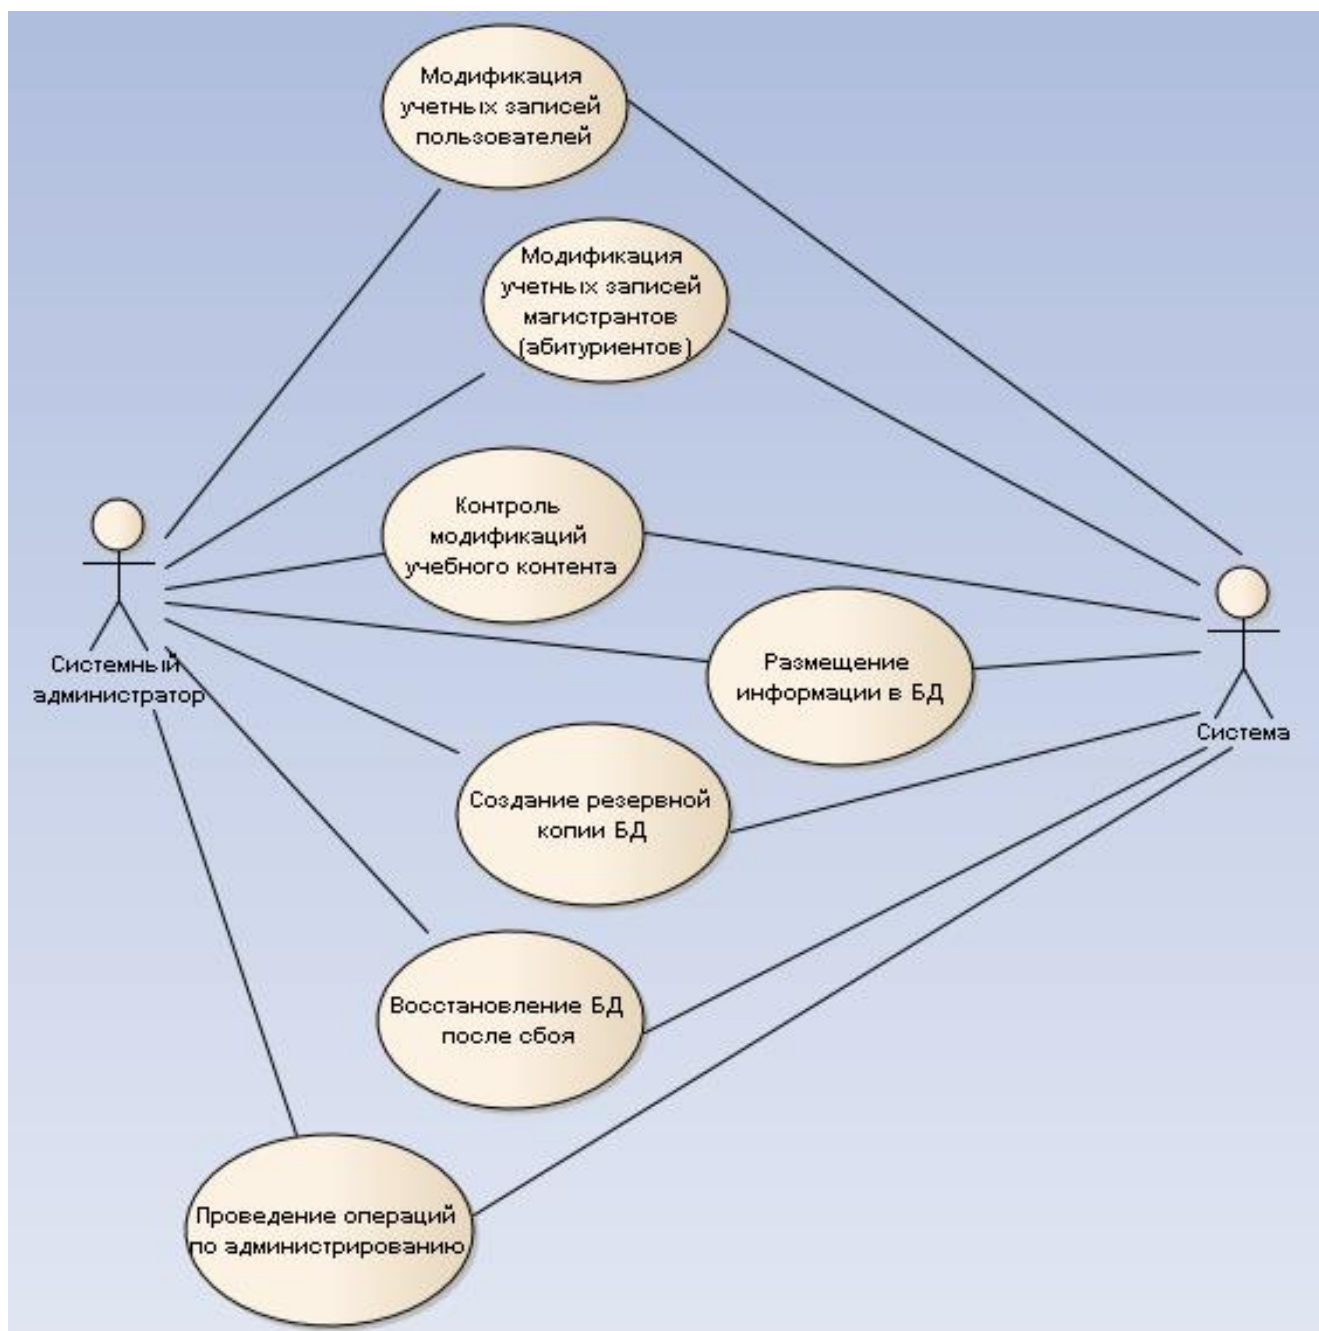 Модификация
учетных записей
пользователей
Модификация
учетных записей
магистрантов
(абитуриентов)
Контроль
модификаций
учебного контента
Системный
администратор
Размещение
информации в БД
Система
Создание резервной
копии БД
Восстановление БД
после сбоя
Проведение операций
по администрированию